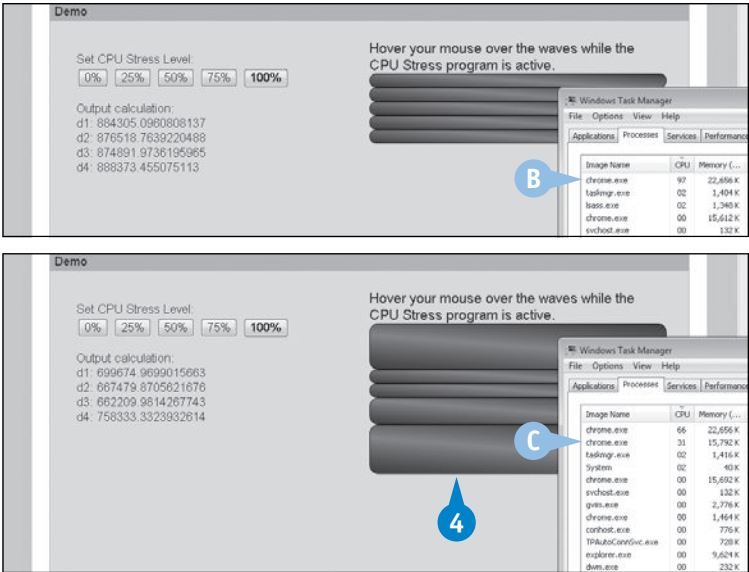 Demo
Set CPU Stress Level:
0% 25% 50% 75% 100%
Output calculation:
d1: 884305.0960808137
d2: 876518.7639220488
d3: 874891.9736195965
d4: 888373.455075113
Hover your mouse over the waves while the
CPU Stress program is active.
Windows Task Manager
File Options View Help
Applications Processes Services Performance
Image Name CPU Memory (...
chrome.exe 97 22,656 K
taskmgr.exe 02 1,404 K
lsass.exe 02 1,348 K
chrome.exe 00 15,612 K
svchost.exe 00 132 K
B
Demo
Set CPU Stress Level:
0% 25% 50% 75% 100%
Output calculation:
d1: 699674.9699015663
d2: 667479.8705621676
d3: 662209.9814267743
d4: 758333.3323932614
Hover your mouse over the waves while the
CPU Stress program is active.
Windows Task Manager
File Options View Help
Applications Processes Services Performance
Image Name CPU Memory (...
chrome.exe 66 22,656 K
chrome.exe 31 15,792 K
taskmgr.exe 02 1,416 K
System 02 40 K
chrome.exe 00 15,692 K
svchost.exe 00 132 K
gvim.exe 00 2,776 K
chrome.exe 00 1,464 K
conhost.exe 00 776 K
TPAutoConnSvc.exe 00 728 K
explorer.exe 00 9,624 K
dwm.exe 00 232 K
C
4